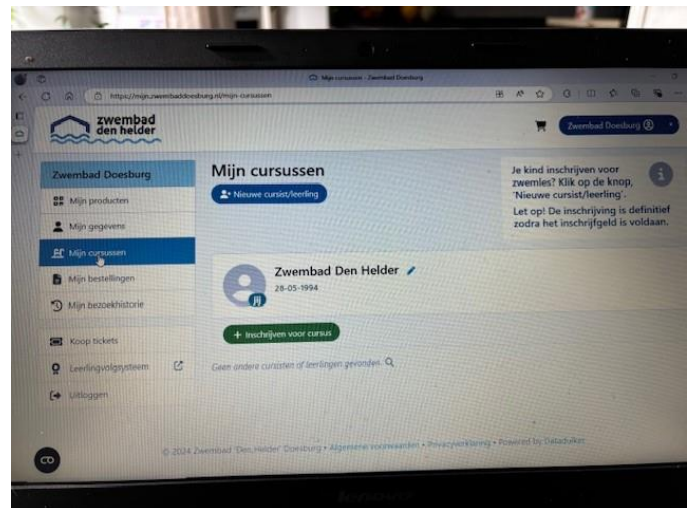 Mijn cursussen - Zwembad Doesburg
https://mijn.zwembaddoesburg.nl/mijn-cursussen
zwembad
den helder
Zwembad Doesburg
Zwembad Doesburg
Mijn producten
Mijn gegevens
Mijn cursussen
Mijn bestellingen
Mijn bezoekhistorie
Koop tickets
Leerlingvolgsysteem
Uitloggen
Mijn cursussen
Nieuwe cursist/leerling
Je kind inschrijven voor
zwemles? Klik op de knop,
'Nieuwe cursist/leerling'.
Let op! De inschrijving is definitief
zodra het inschrijfgeld is voldaan.
Zwembad Den Helder
28-05-1994
+ Inschrijven voor cursus
Geen andere cursisten of leerlingen gevonden.
© 2024 Zwembad 'Den Helder' Doesburg • Algemene voorwaarden • Privacyverklaring • Powered by Dataduiker
lenovo